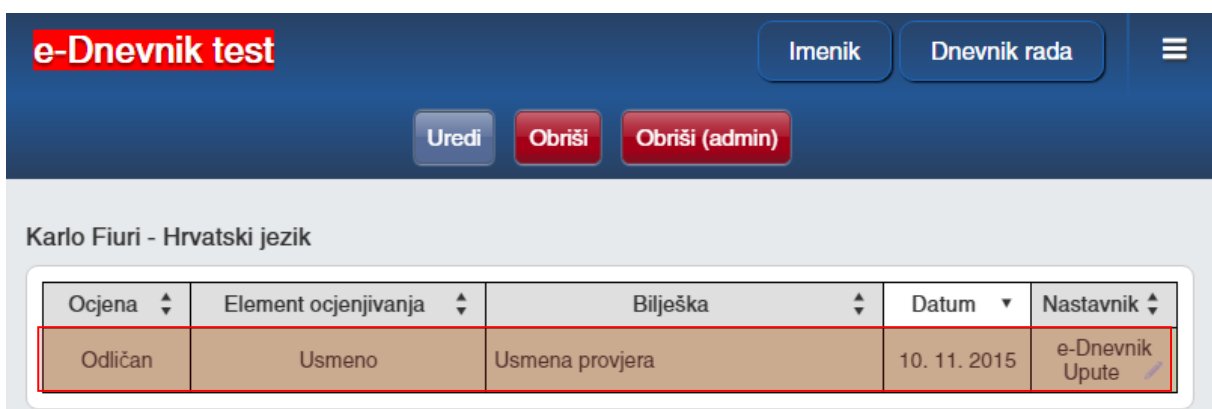 e-Dnevnik test Imenik Dnevnik rada
Uredi Obriši Obriši (admin)
Karlo Fiuri - Hrvatski jezik
Ocjena Element ocjenjivanja Bilješka Datum Nastavnik
Odličan Usmeno Usmena provjera 10. 11. 2015 e-Dnevnik
Upute